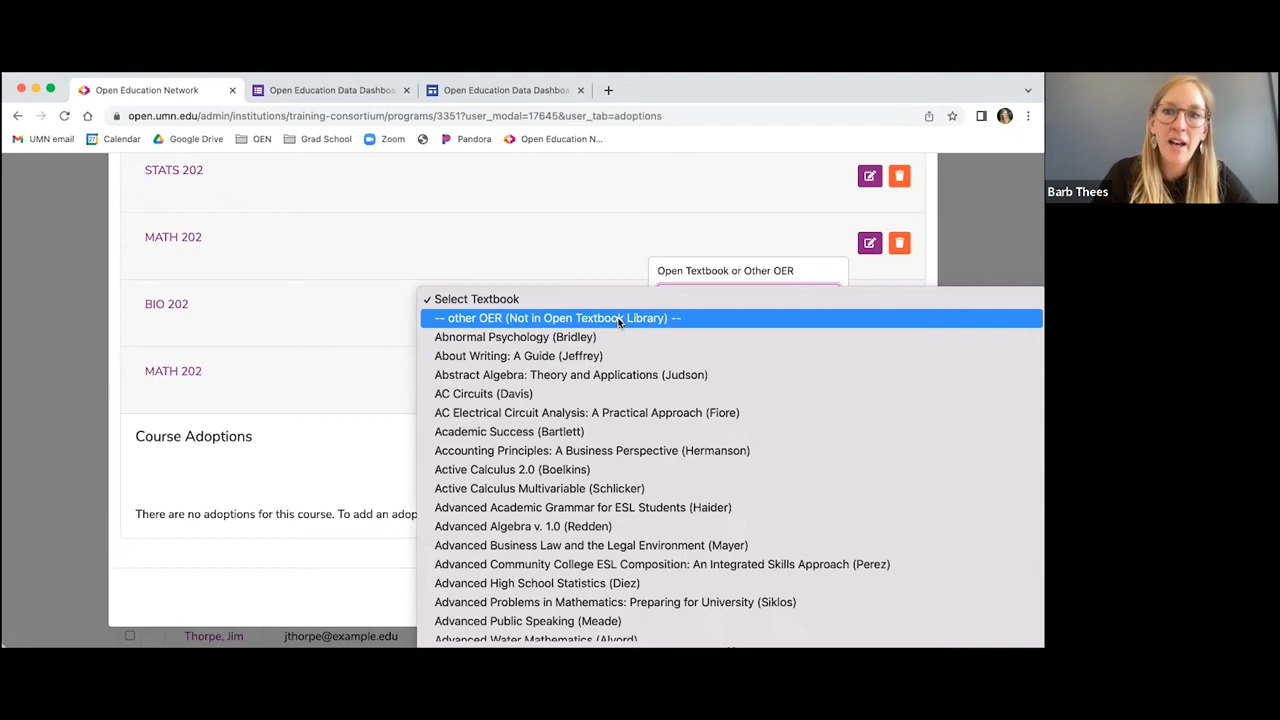 Open Education Network
Open Education Data Dashbo
Open Education Data Dashboa
open.umn.edu/admin/institutions/training-consortium/programs/3351?user_modal=17645&user_tab=adoptions
UMN email
Calendar
Google Drive
OEN
Grad School
Zoom
Pandora
Open Education N...
Barb Thees
STATS 202
MATH 202
Open Textbook or Other OER
BIO 202
MATH 202
Course Adoptions
There are no adoptions for this course. To add an adop
✓ Select Textbook
-- other OER (Not in Open Textbook Library) --
Abnormal Psychology (Bridley)
About Writing: A Guide (Jeffrey)
Abstract Algebra: Theory and Applications (Judson)
AC Circuits (Davis)
AC Electrical Circuit Analysis: A Practical Approach (Fiore)
Academic Success (Bartlett)
Accounting Principles: A Business Perspective (Hermanson)
Active Calculus 2.0 (Boelkins)
Active Calculus Multivariable (Schlicker)
Advanced Academic Grammar for ESL Students (Haider)
Advanced Algebra v. 1.0 (Redden)
Advanced Business Law and the Legal Environment (Mayer)
Advanced Community College ESL Composition: An Integrated Skills Approach (Perez)
Advanced High School Statistics (Diez)
Advanced Problems in Mathematics: Preparing for University (Siklos)
Advanced Public Speaking (Meade)
Advanced Water Mathematics (Alvord)
Thorpe, Jim
jthorpe@example.edu